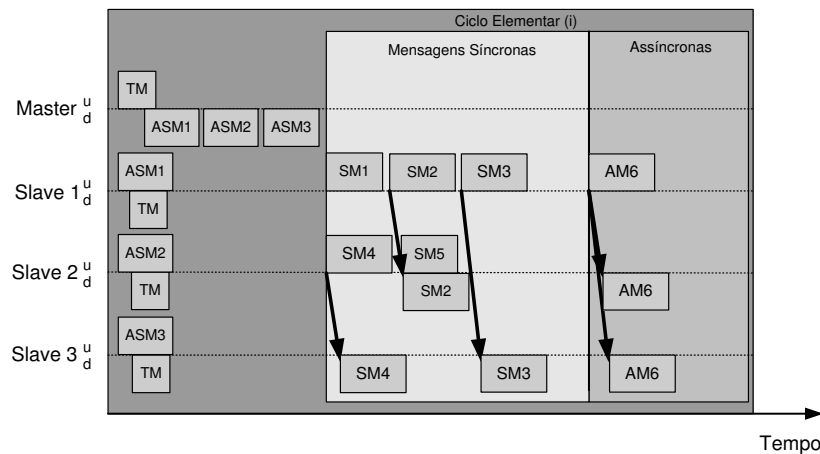 Ciclo Elementar (i)
Mensagens Síncronas Assíncronas
TM
Master u d
ASM1 ASM2 ASM3
ASM1 SM1 SM2 SM3 AM6
Slave 1 u d
TM
ASM2 SM4 SM5
Slave 2 u d
TM SM2 AM6
ASM3
Slave 3 u d
TM SM4 SM3 AM6
Tempo